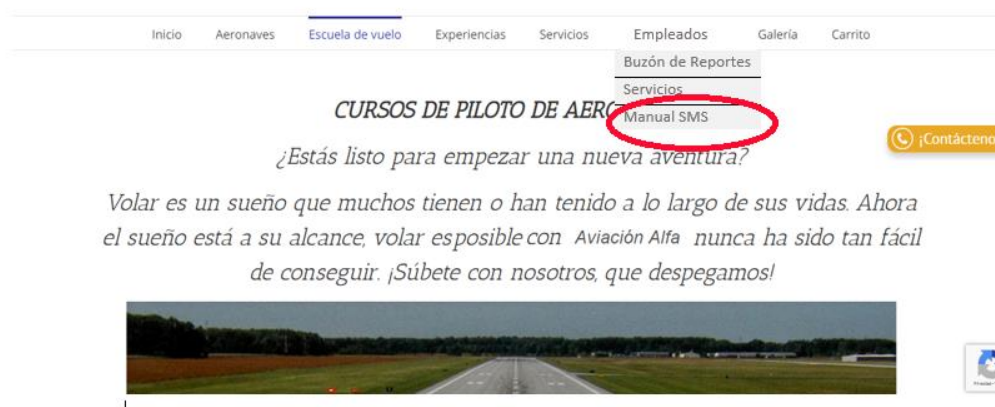 Inicio Aeronaves Escuela de vuelo Experiencias Servicios Empleados Galería Carrito
Buzón de Reportes
Servicios
Manual SMS
CURSOS DE PILOTO DE
¡Contácteno
¿Estás listo para empezar una nueva aventura?
Volar es un sueño que muchos tienen o han tenido a lo largo de sus vidas. Ahora
el sueño está a su alcance, volar es posible con Aviación Alfa nunca ha sido tan fácil
de conseguir. ¡Súbete con nosotros, que despegamos!